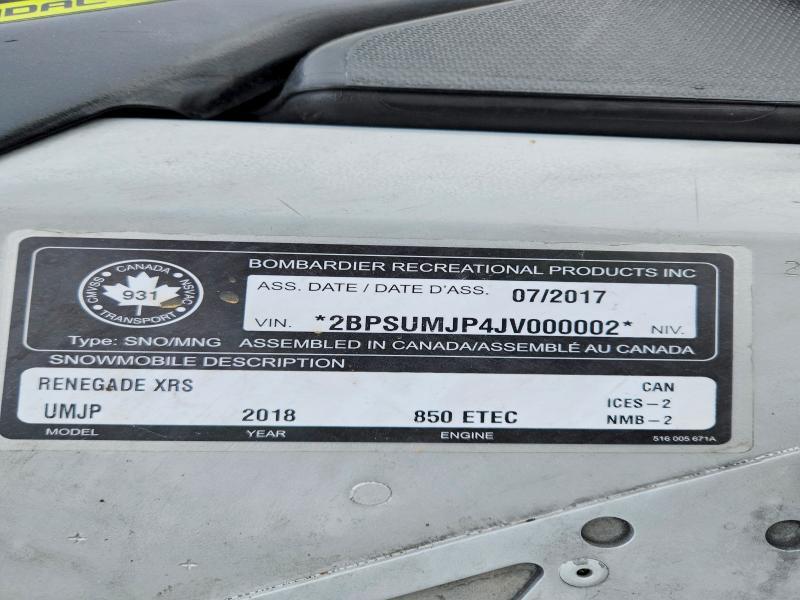 DAL
BOMBARDIER RECREATIONAL PRODUCTS INC
CANADA
CMVSS 931 NSVAC
TRANSPORT
ASS. DATE / DATE D'ASS. 07/2017
VIN. *2BPSUMJP4JV000002* NIV.
Type: SNO/MNG ASSEMBLED IN CANADA/ASSEMBLÉ AU CANADA
SNOWMOBILE DESCRIPTION
RENEGADE XRS CAN
UMJP 2018 850 ETEC ICES-2
NMB-2
MODEL YEAR ENGINE 516 005 671A